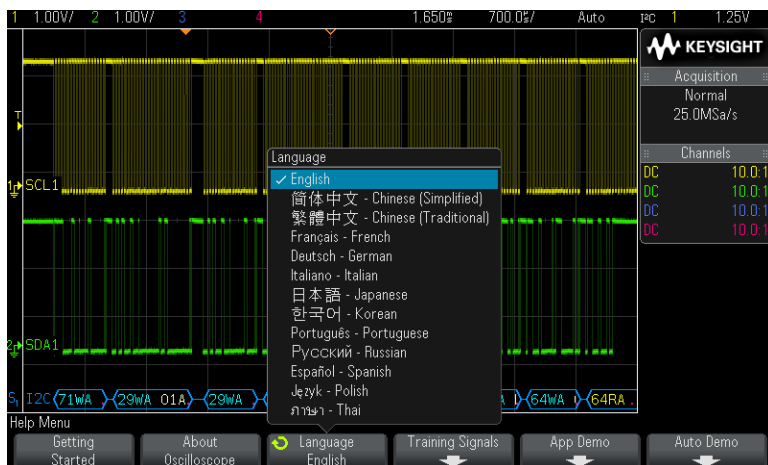 1 1.00V/ 2 1.00V/ 3 4 1.650ms 700.0us/ Auto I²C 1 1.25V
KEYSIGHT
Acquisition
Normal
25.0MSa/s
Channels
DC 10.0:1
DC 10.0:1
DC 10.0:1
DC 10.0:1
T
SCL1
SDA1
Language
English
简体中文 - Chinese (Simplified)
繁體中文 - Chinese (Traditional)
Français - French
Deutsch - German
Italiano - Italian
日本語 - Japanese
한국어 - Korean
Português - Portuguese
Русский - Russian
Español - Spanish
Język - Polish
ภาษา - Thai
S1 I2C 71WA 29WA 01A 29WA 64WA 64RA
Help Menu
Getting Started
About Oscilloscope
Language English
Training Signals
App Demo
Auto Demo